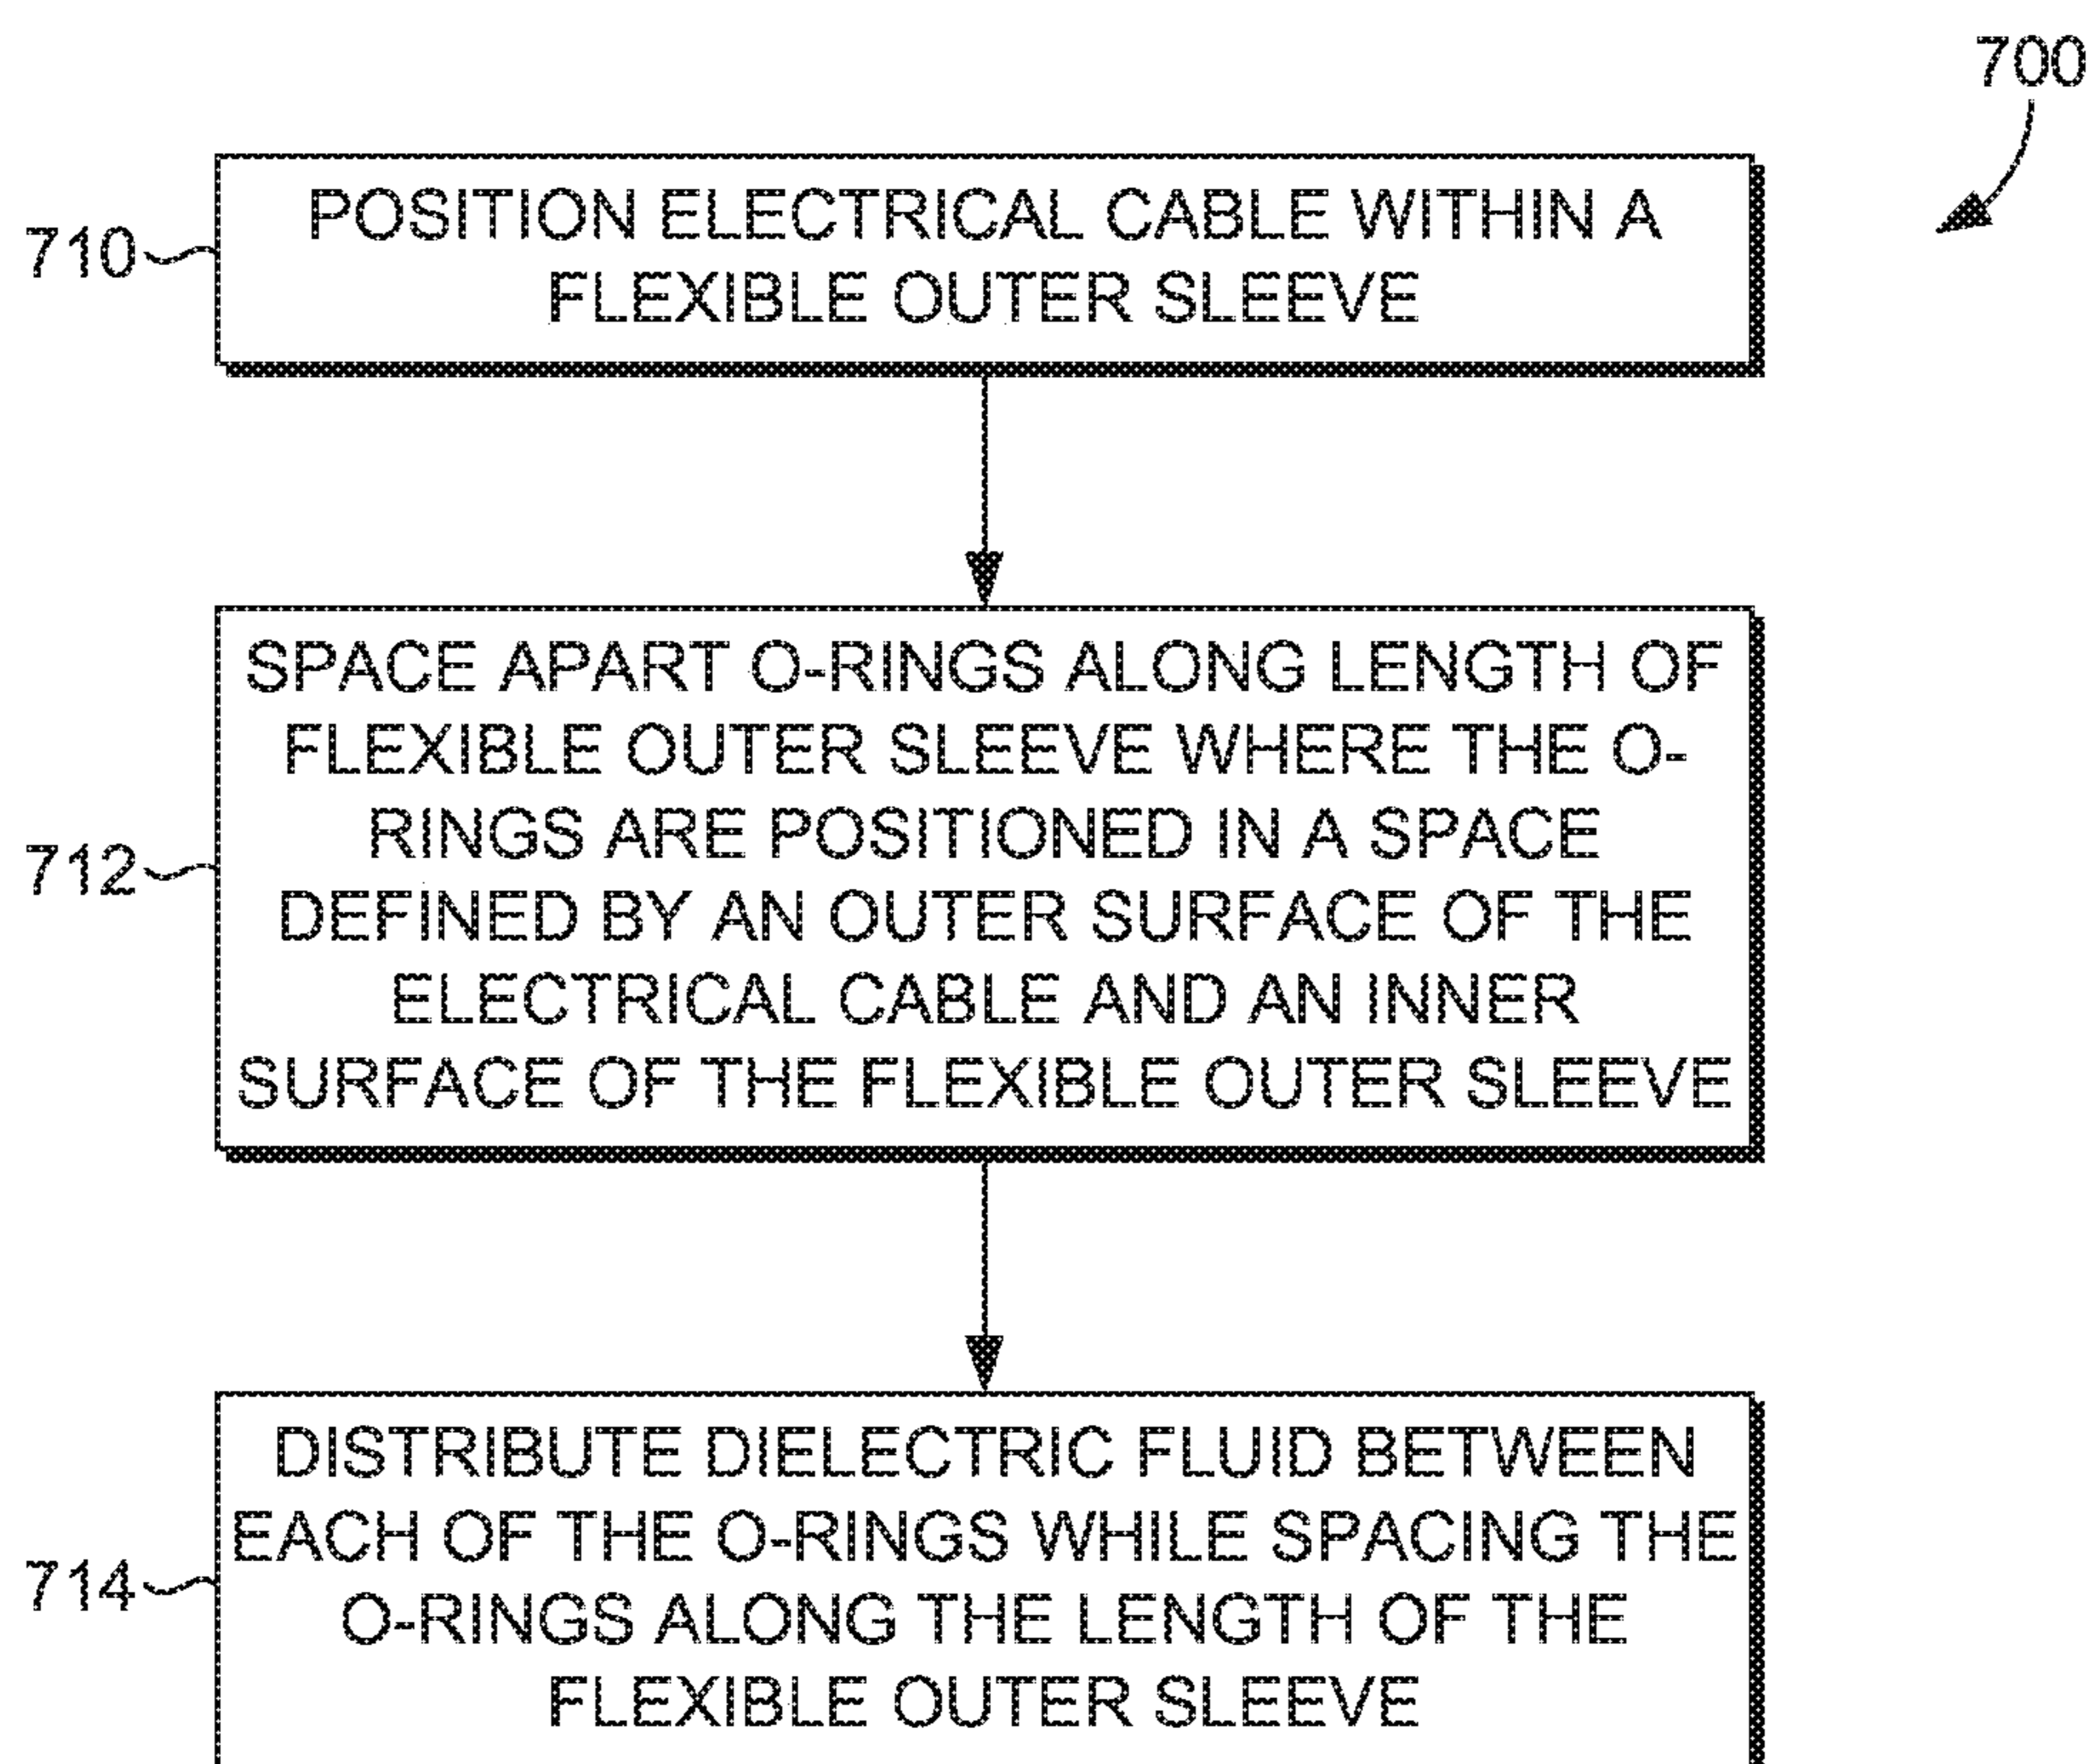 700
710
POSITION ELECTRICAL CABLE WITHIN A
FLEXIBLE OUTER SLEEVE
712
SPACE APART O-RINGS ALONG LENGTH OF
FLEXIBLE OUTER SLEEVE WHERE THE O-
RINGS ARE POSITIONED IN A SPACE
DEFINED BY AN OUTER SURFACE OF THE
ELECTRICAL CABLE AND AN INNER
SURFACE OF THE FLEXIBLE OUTER SLEEVE
714
DISTRIBUTE DIELECTRIC FLUID BETWEEN
EACH OF THE O-RINGS WHILE SPACING THE
O-RINGS ALONG THE LENGTH OF THE
FLEXIBLE OUTER SLEEVE